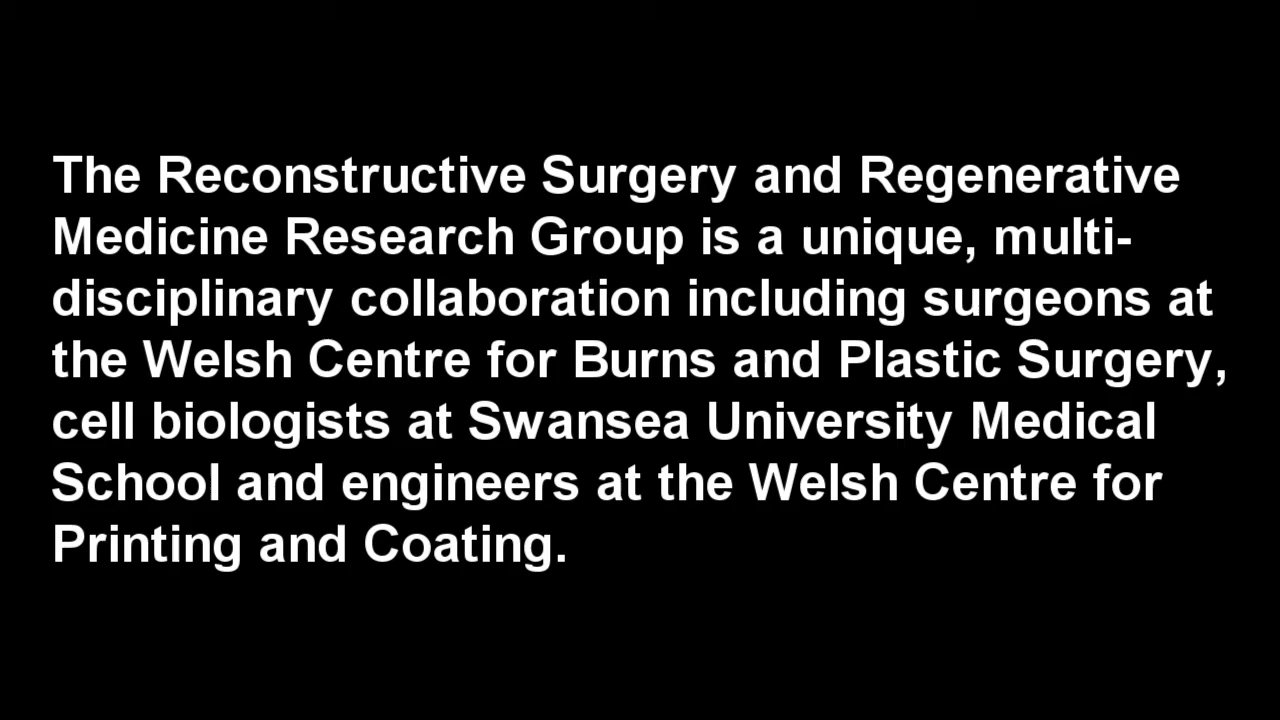 The Reconstructive Surgery and Regenerative
Medicine Research Group is a unique, multi-
disciplinary collaboration including surgeons at
the Welsh Centre for Burns and Plastic Surgery,
cell biologists at Swansea University Medical
School and engineers at the Welsh Centre for
Printing and Coating.